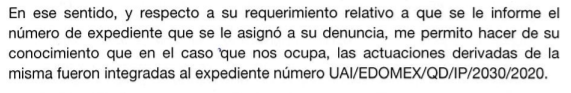 En ese sentido, y respecto a su requerimiento relativo a que se le informe el
número de expediente que se le asignó a su denuncia, me permito hacer de su
conocimiento que en el caso que nos ocupa, las actuaciones derivadas de la
misma fueron integradas al expediente número UAI/EDOMEX/QD/IP/2030/2020.